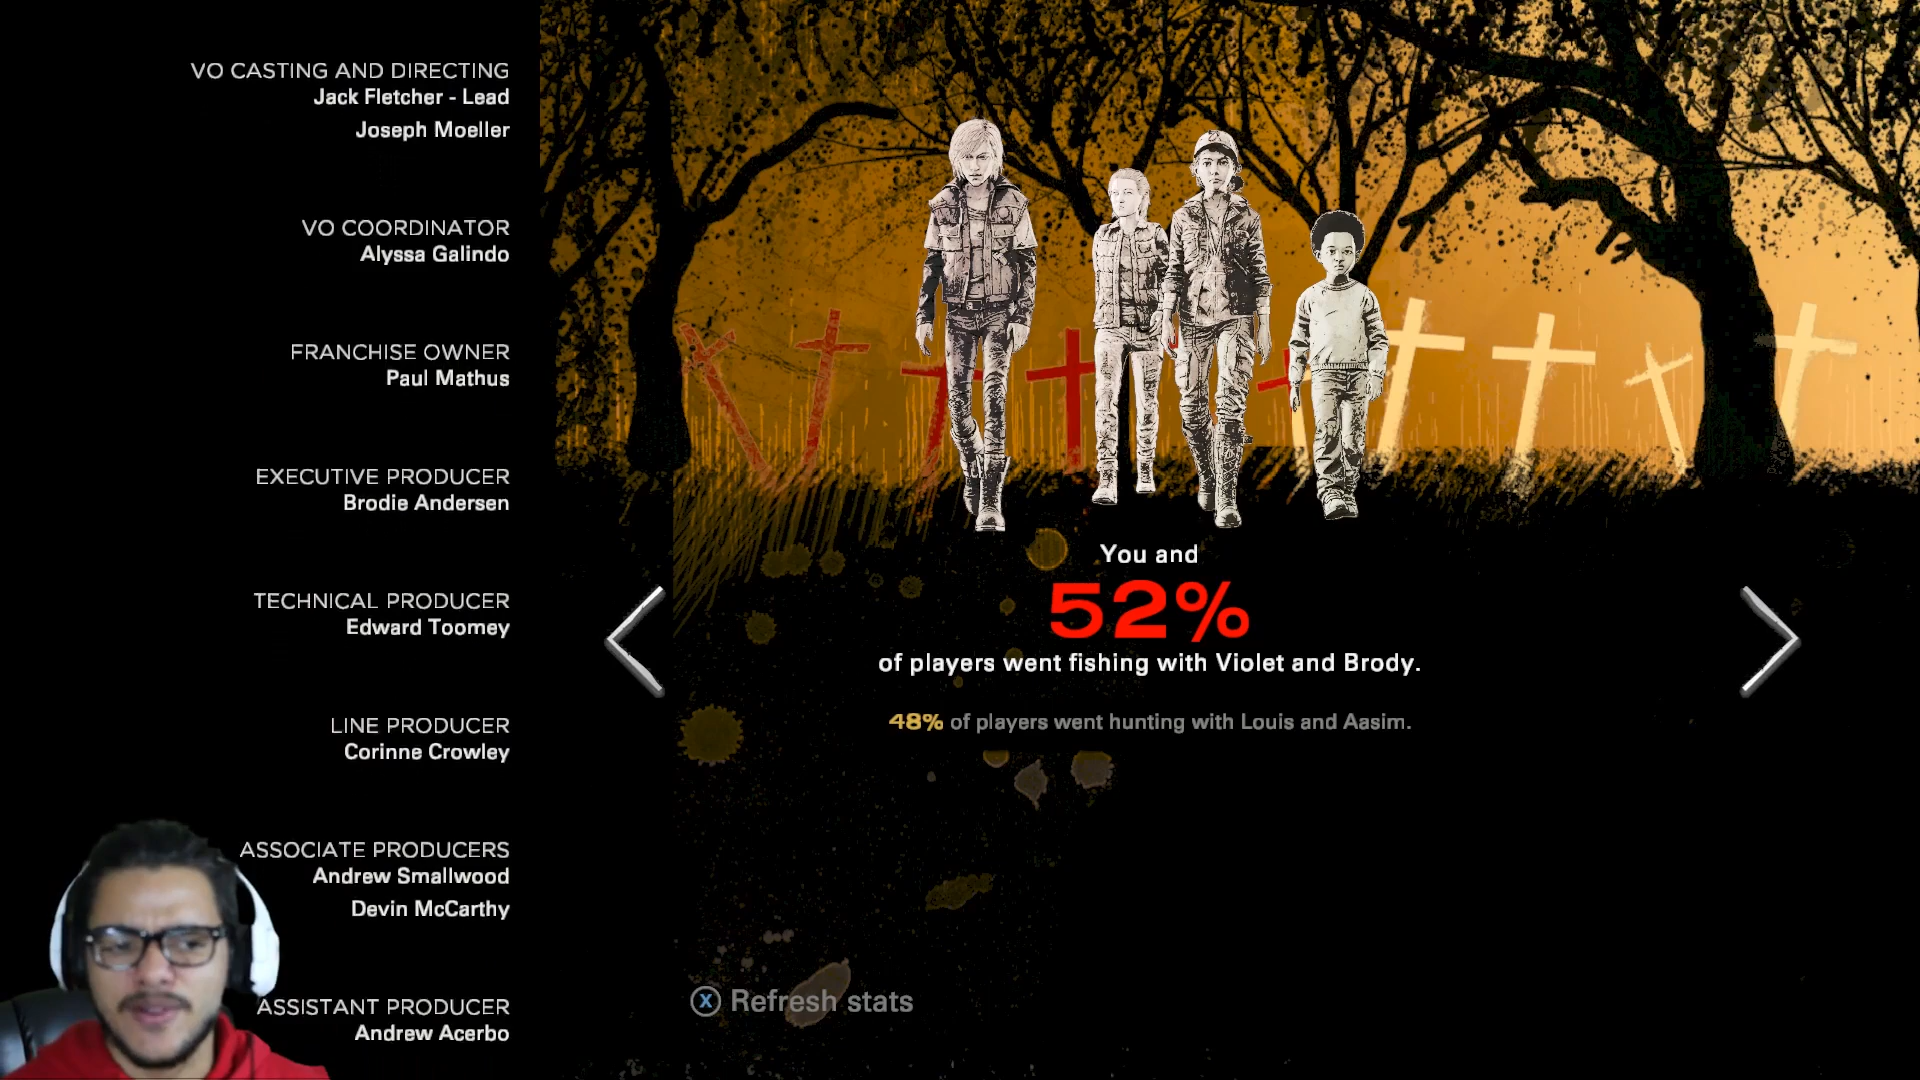 VO CASTING AND DIRECTING
Jack Fletcher - Lead
Joseph Moeller
VO COORDINATOR
Alyssa Galindo
FRANCHISE OWNER
Paul Mathus
EXECUTIVE PRODUCER
Brodie Andersen
TECHNICAL PRODUCER
Edward Toomey
LINE PRODUCER
Corinne Crowley
ASSOCIATE PRODUCERS
Andrew Smallwood
Devin McCarthy
ASSISTANT PRODUCER
Andrew Acerbo
You and
52%
of players went fishing with Violet and Brody.
48% of players went hunting with Louis and Aasim.
X Refresh stats